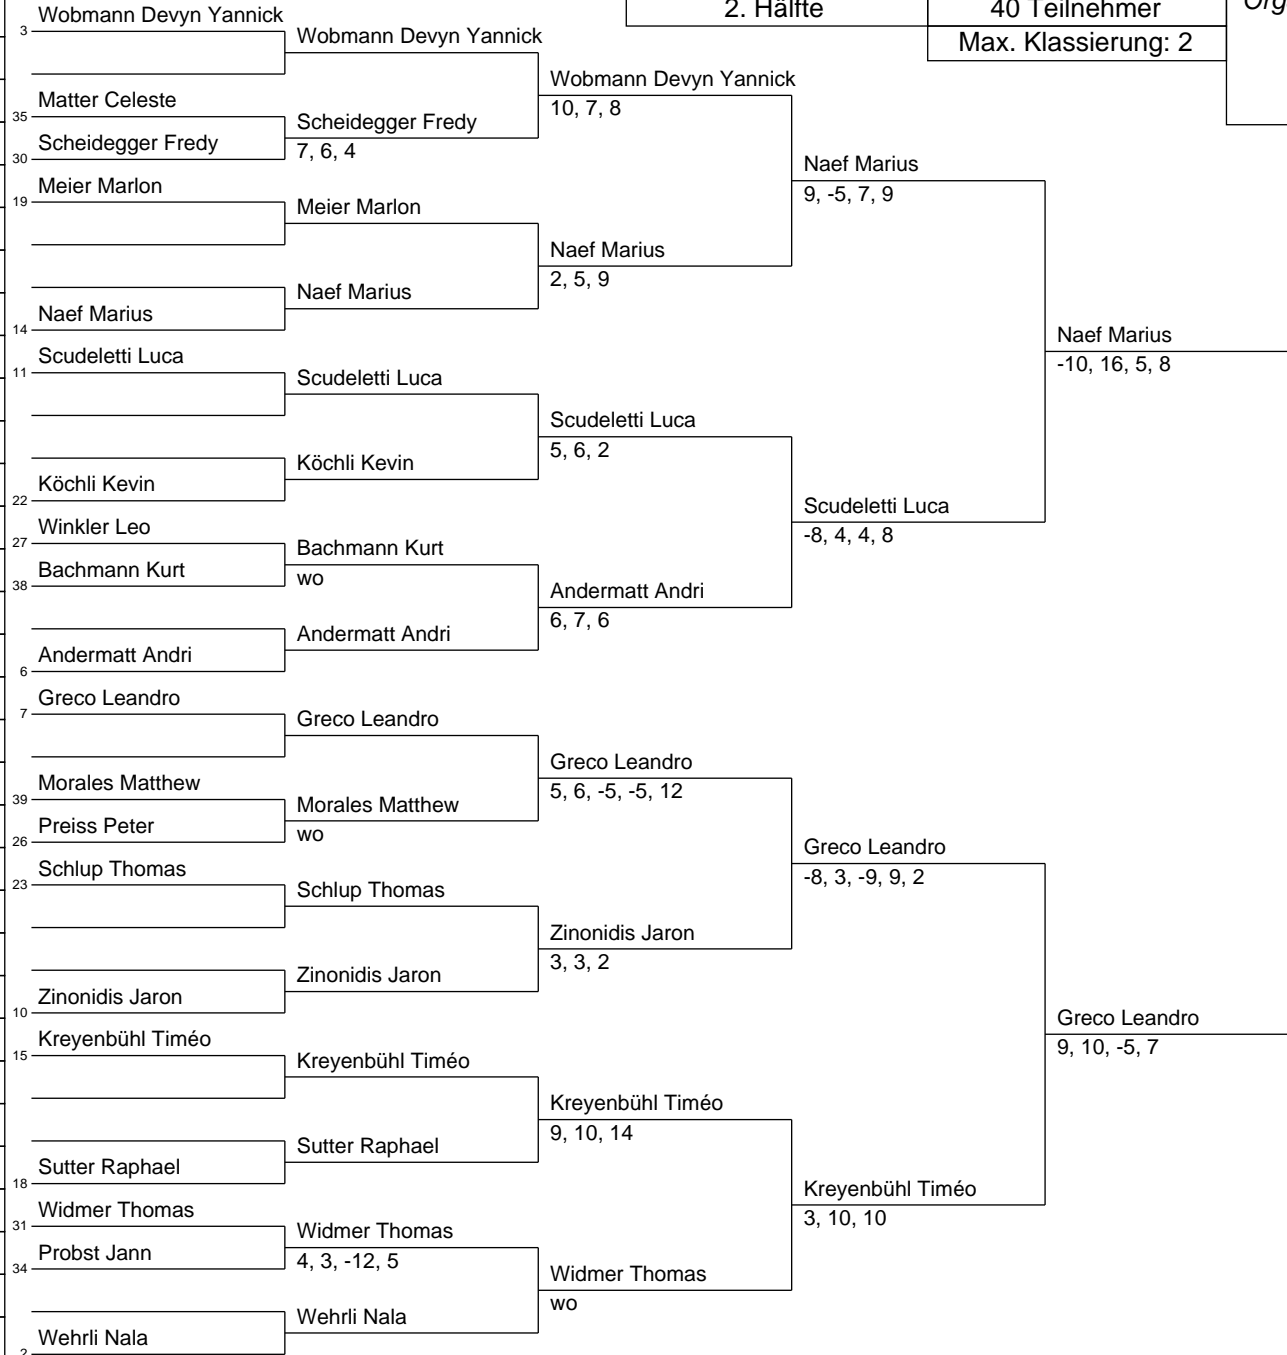 2. Hälfte
40 Teilnehmer
Org
Max. Klassierung: 2
Wobmann Devyn Yannick
3
Matter Celeste
35
Scheidegger Fredy
30
Meier Marlon
19
Naef Marius
14
Scudeletti Luca
11
Köchli Kevin
22
Winkler Leo
27
Bachmann Kurt
38
Andermatt Andri
6
Greco Leandro
7
Morales Matthew
39
Preiss Peter
26
Schlup Thomas
23
Zinonidis Jaron
10
Kreyenbühl Timéo
15
Sutter Raphael
18
Widmer Thomas
31
Probst Jann
34
Wehrli Nala
2
Wobmann Devyn Yannick
Scheidegger Fredy
7, 6, 4
Meier Marlon
Naef Marius
Scudeletti Luca
Köchli Kevin
Bachmann Kurt
wo
Andermatt Andri
Greco Leandro
Morales Matthew
wo
Schlup Thomas
Zinonidis Jaron
Kreyenbühl Timéo
Sutter Raphael
Widmer Thomas
4, 3, -12, 5
Wehrli Nala
Wobmann Devyn Yannick
10, 7, 8
Naef Marius
2, 5, 9
Scudeletti Luca
5, 6, 2
Andermatt Andri
6, 7, 6
Greco Leandro
5, 6, -5, -5, 12
Zinonidis Jaron
3, 3, 2
Kreyenbühl Timéo
9, 10, 14
Widmer Thomas
wo
Naef Marius
9, -5, 7, 9
Scudeletti Luca
-8, 4, 4, 8
Greco Leandro
-8, 3, -9, 9, 2
Kreyenbühl Timéo
3, 10, 10
Naef Marius
-10, 16, 5, 8
Greco Leandro
9, 10, -5, 7